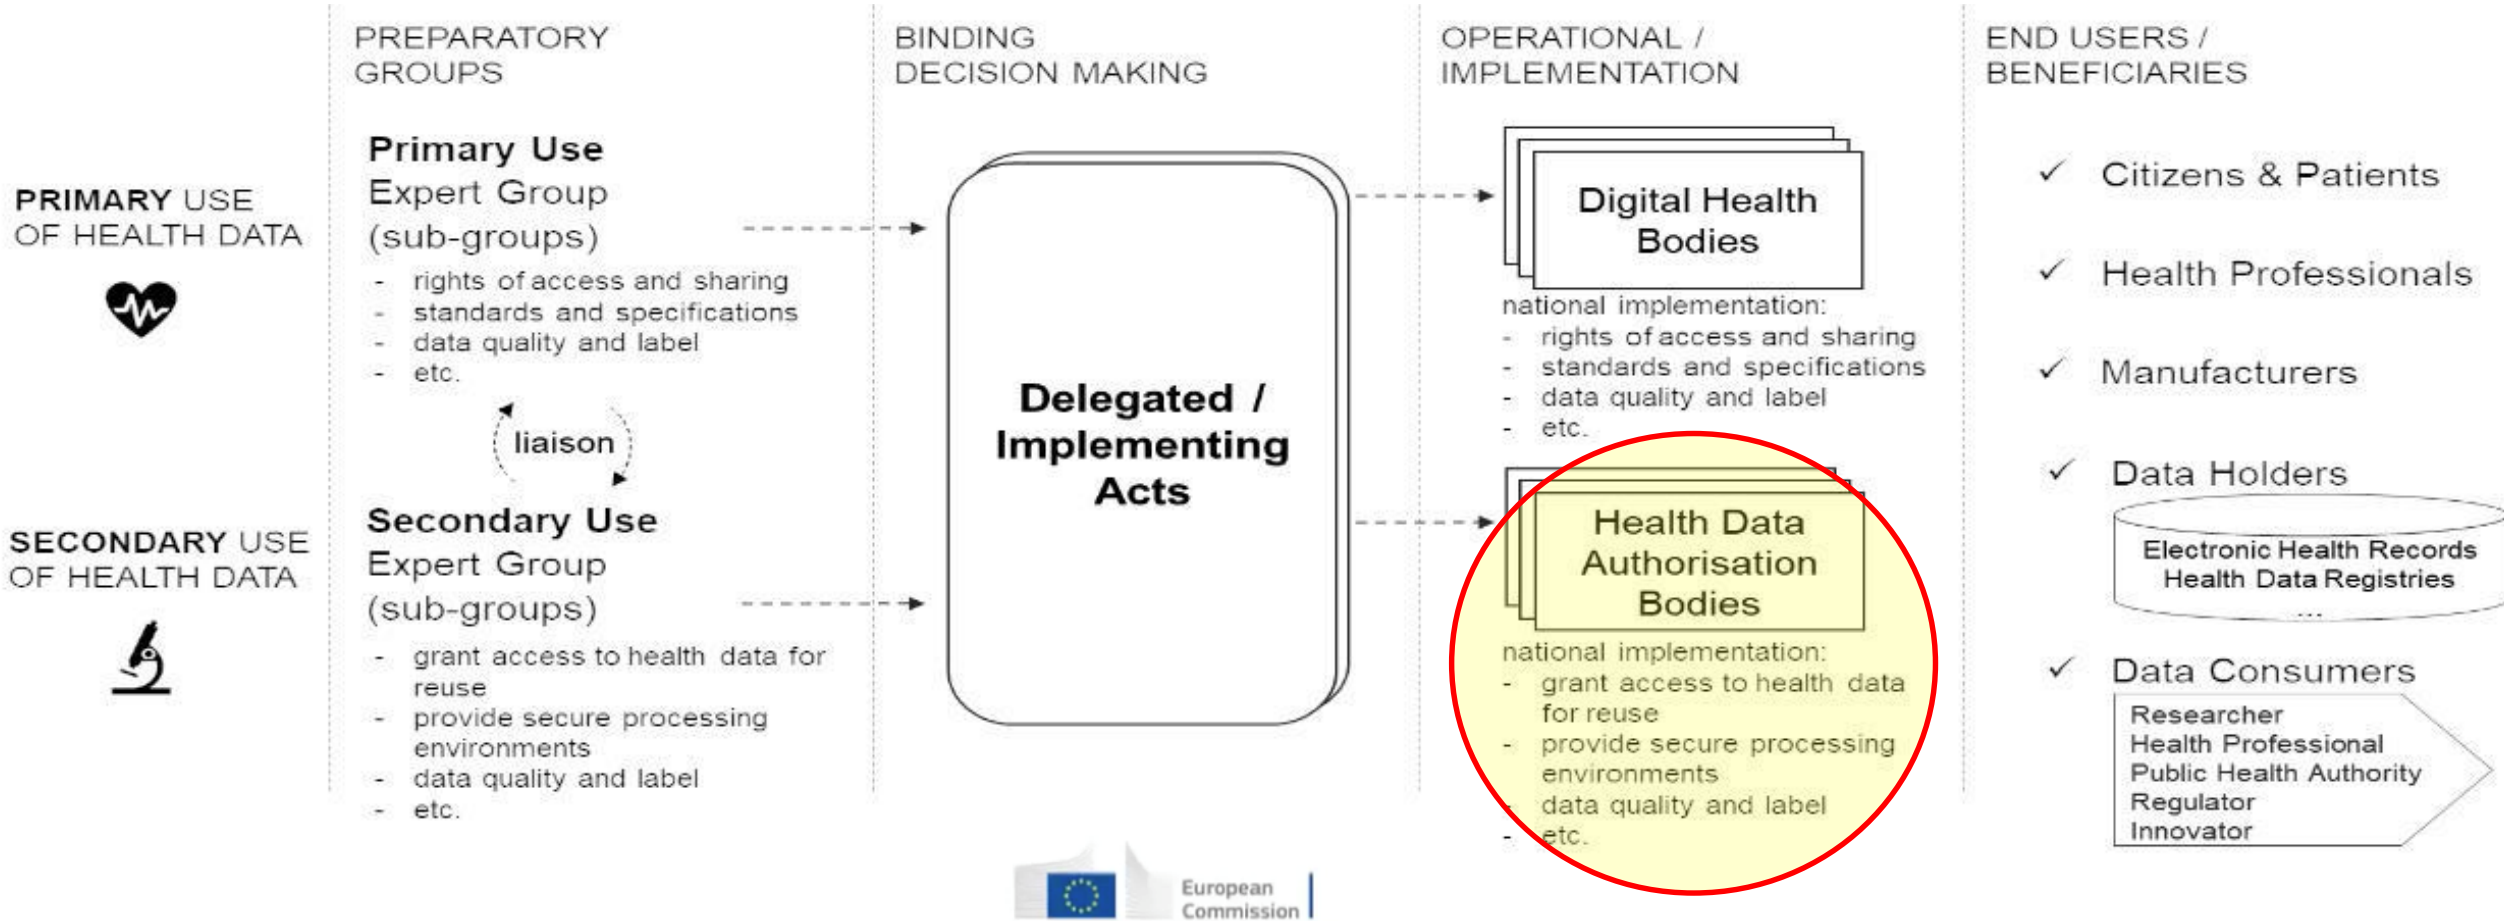 PREPARATORY
GROUPS
BINDING
DECISION MAKING
OPERATIONAL /
IMPLEMENTATION
END USERS /
BENEFICIARIES
PRIMARY USE
OF HEALTH DATA
Primary Use
Expert Group
(sub-groups)
- rights of access and sharing
- standards and specifications
- data quality and label
- etc.
liaison
SECONDARY USE
OF HEALTH DATA
Secondary Use
Expert Group
(sub-groups)
- grant access to health data for
reuse
- provide secure processing
environments
- data quality and label
- etc.
Delegated /
Implementing
Acts
Digital Health
Bodies
national implementation:
- rights of access and sharing
- standards and specifications
- data quality and label
- etc.
Health Data
Authorisation
Bodies
national implementation:
- grant access to health data
for reuse
- provide secure processing
environments
- data quality and label
- etc.
✓ Citizens & Patients
✓ Health Professionals
✓ Manufacturers
✓ Data Holders
Electronic Health Records
Health Data Registries
...
✓ Data Consumers
Researcher
Health Professional
Public Health Authority
Regulator
Innovator
European
Commission